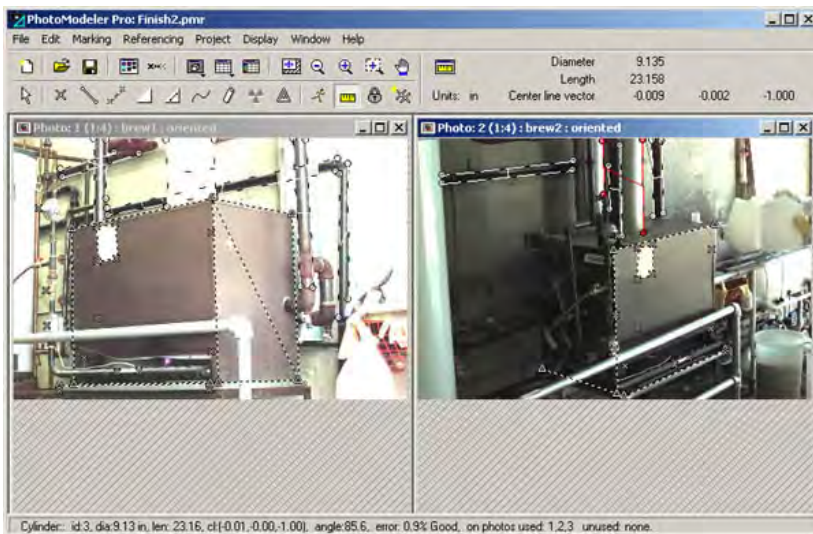 PhotoModeler Pro: Finish2.pmr
File Edit Marking Referencing Project Display Window Help
Diameter 9.135
Length 23.158
Units: in Center line vector -0.009 -0.002 -1.000
Photo: 1 (1:4) : brew1 : oriented
Photo: 2 (1:4) : brew2 : oriented
Cylinder: id:3, dia:9.13 in, len: 23.16, cl:(-0.01,-0.00,-1.00), angle:85.6, error: 0.9% Good, on photos used: 1,2,3 unused: none.